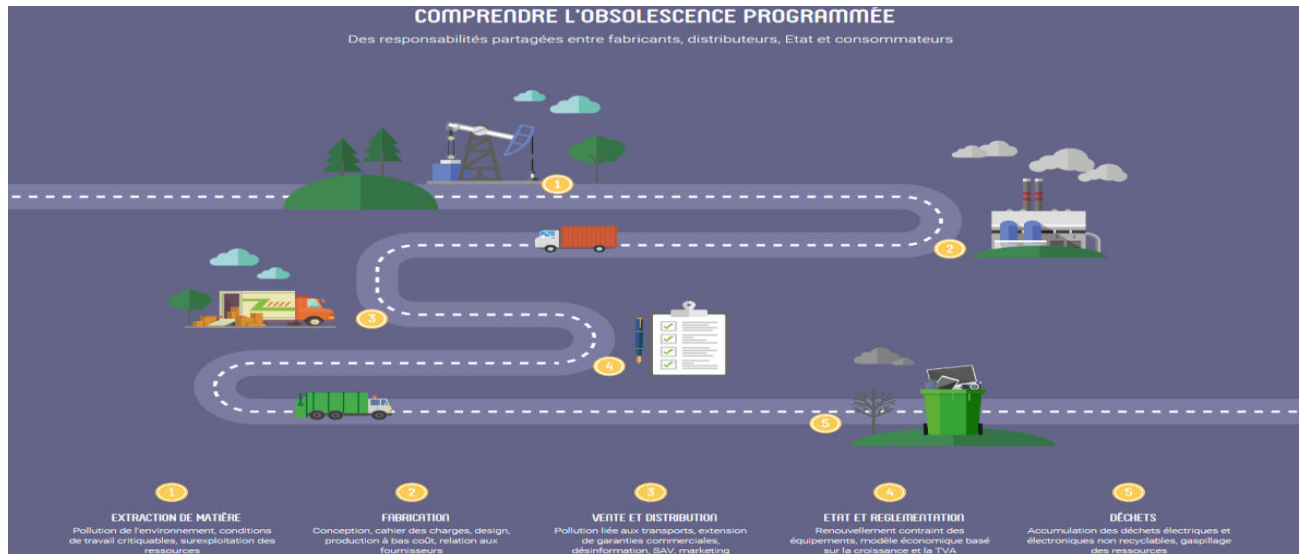 COMPRENDRE L'OBSOLESCENCE PROGRAMMÉE
Des responsabilités partagées entre fabricants, distributeurs, Etat et consommateurs
1
2
3
4
5
1
EXTRACTION DE MATIÈRE
Pollution de l'environnement, conditions
de travail critiquables, surexploitation des
ressources
2
FABRICATION
Conception, cahier des charges, design,
production à bas coût, relation aux
fournisseurs
3
VENTE ET DISTRIBUTION
Pollution liée aux transports, extension
de garanties commerciales,
désinformation, SAV, marketing
4
ETAT ET REGLEMENTATION
Renouvellement contraint des
équipements, modèle économique basé
sur la croissance et la TVA
5
DÉCHETS
Accumulation des déchets électriques et
électroniques non recyclables, gaspillage
des ressources